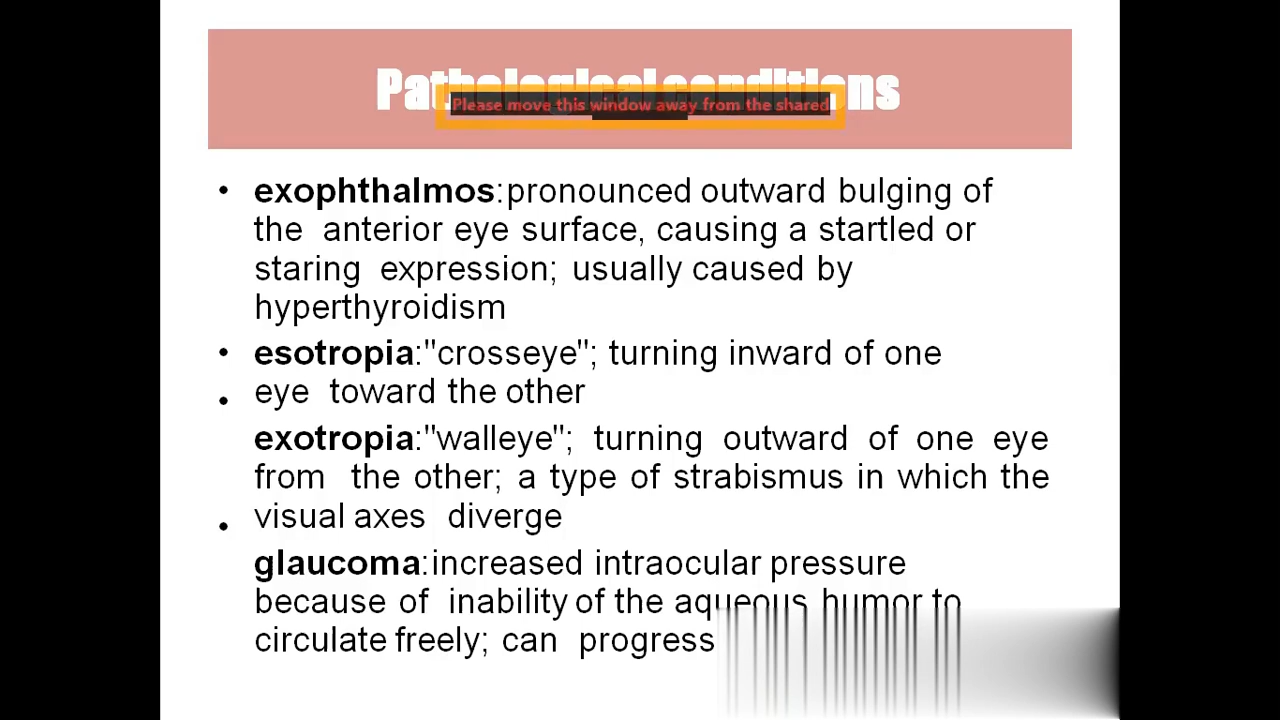 Pathological conditions
Please move this window away from the shared
• exophthalmos:pronounced outward bulging of
the anterior eye surface, causing a startled or
staring expression; usually caused by
hyperthyroidism
• esotropia:"crosseye"; turning inward of one
• eye toward the other
exotropia:"walleye"; turning outward of one eye
from the other; a type of strabismus in which the
• visual axes diverge
glaucoma:increased intraocular pressure
because of inability of the aqueous humor to
circulate freely; can progress